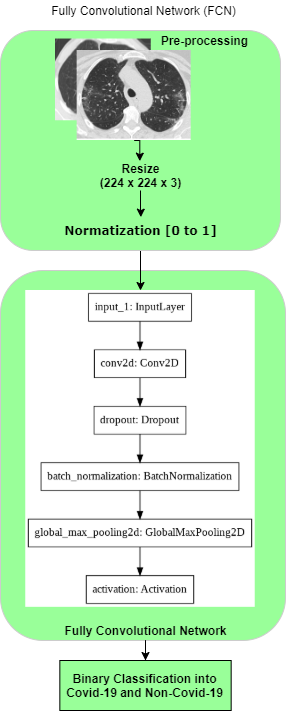 Fully Convolutional Network (FCN)
Pre-processing
Resize
(224 x 224 x 3)
Normatization [0 to 1]
input_1: InputLayer
conv2d: Conv2D
dropout: Dropout
batch_normalization: BatchNormalization
global_max_pooling2d: GlobalMaxPooling2D
activation: Activation
Fully Convolutional Network
Binary Classification into
Covid-19 and Non-Covid-19